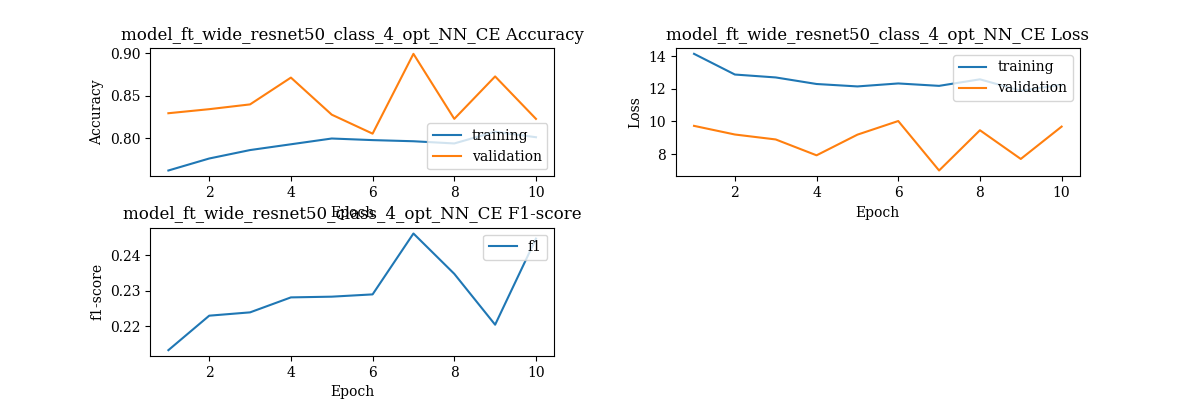 model_ft_wide_resnet50_class_4_opt_NN_CE Accuracy
0.90
0.85
0.80
Accuracy
training
validation
2 4 6 8 10
Epoch
model_ft_wide_resnet50_class_4_opt_NN_CE Loss
14
12
10
8
Loss
training
validation
2 4 6 8 10
Epoch
model_ft_wide_resnet50_class_4_opt_NN_CE F1-score
0.24
0.23
0.22
f1-score
f1
2 4 6 8 10
Epoch